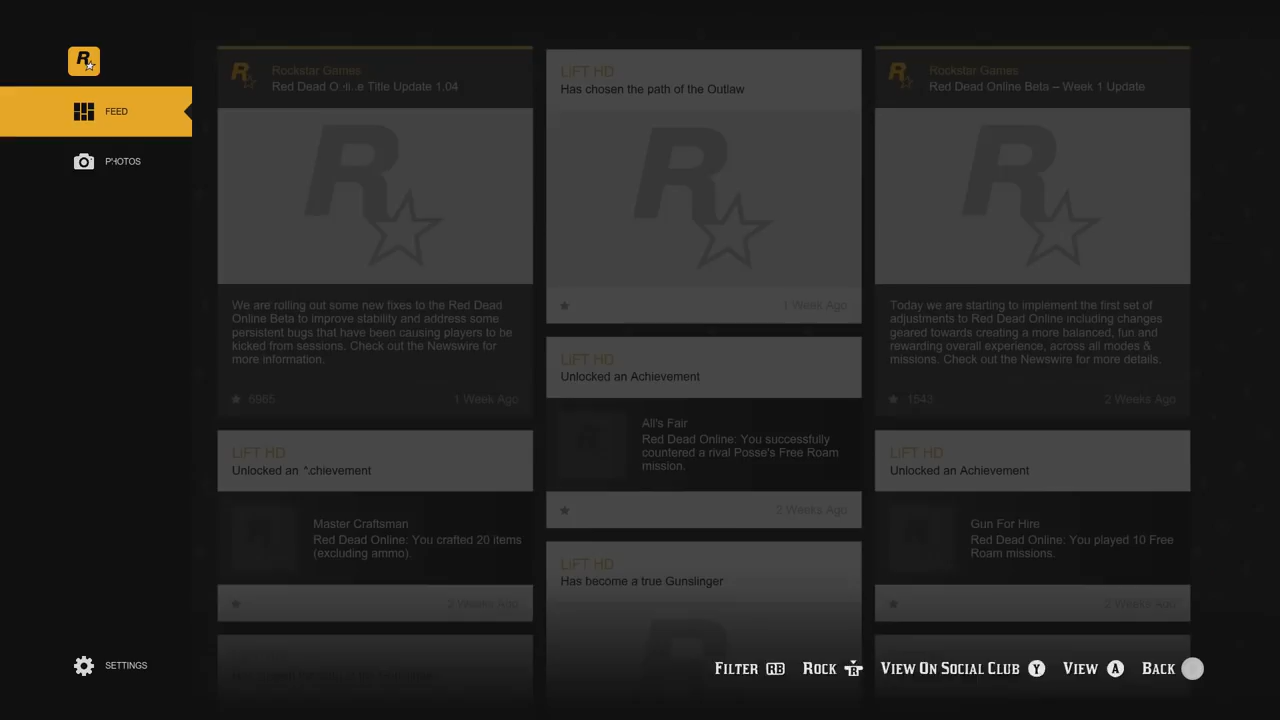 FEED
PHOTOS
SETTINGS
Rockstar Games
Red Dead Title Update 1.04
We are rolling out some new fixes to the Red Dead
Online Beta to improve stability and address some
persistent bugs that have been causing players to be
kicked from sessions. Check out the Newswire for
more information.
6965
1 Week Ago
LIFT HD
Unlocked an
Master Craftsman
Red Dead Online: You crafted 20 items
(excluding ammo).
2 Weeks Ago
LIFT HD
Has chosen the path of the Outlaw
1 Week Ago
LIFT HD
Unlocked an Achievement
All's Fair
Red Dead Online: You successfully
countered a rival Posse's Free Roam
mission.
2 Weeks Ago
LIFT HD
Has become a true Gunslinger
Rockstar Games
Red Dead Online Beta – Week 1 Update
Today we are starting to implement the first set of
adjustments to Red Dead Online including changes
geared towards creating a more balanced, fun and
rewarding overall experience, across all modes &
missions. Check out the Newswire for more details.
1543
2 Weeks Ago
LIFT HD
Unlocked an Achievement
Gun For Hire
Red Dead Online: You played 10 Free
Roam missions.
2 Weeks Ago
FILTER RB ROCK R VIEW ON SOCIAL CLUB Y VIEW A BACK